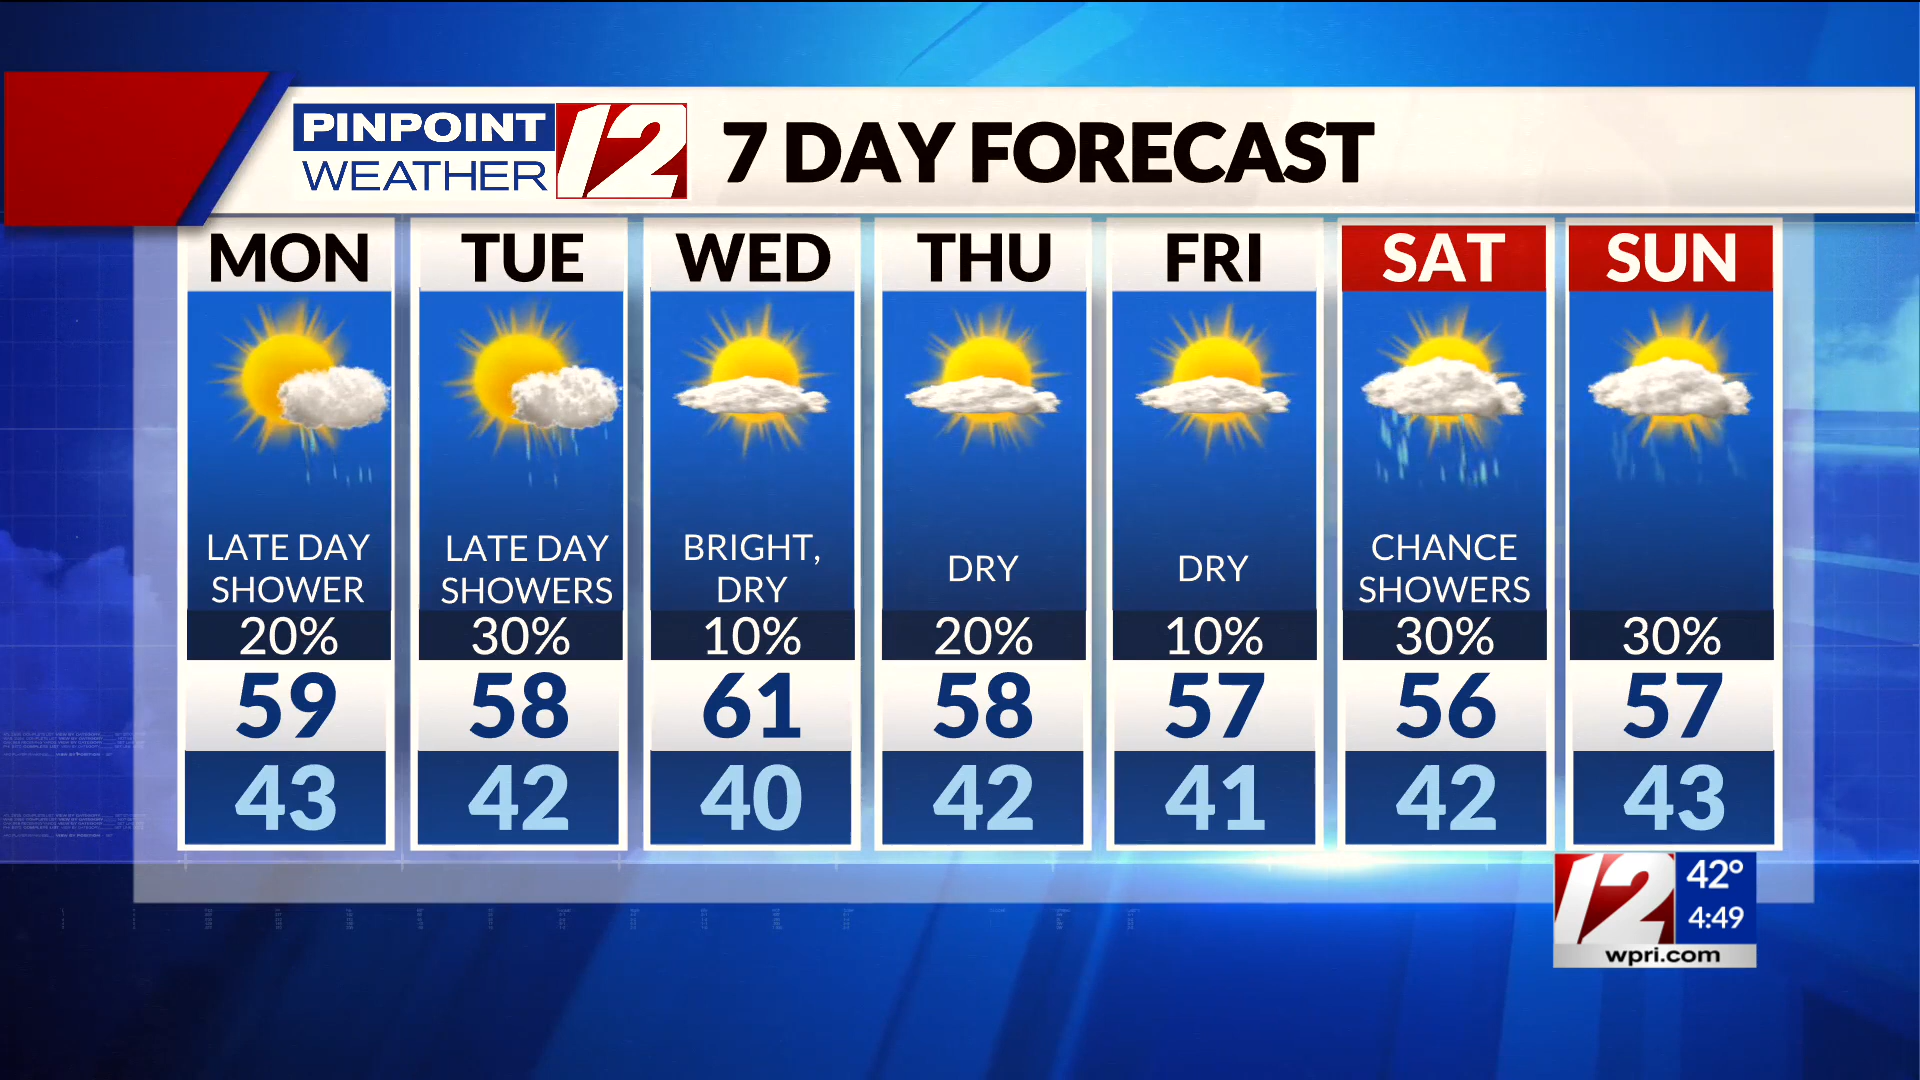 PINPOINT
WEATHER
12
7 DAY FORECAST
MON
TUE
WED
THU
FRI
SAT
SUN
LATE DAY
SHOWER
LATE DAY
SHOWERS
BRIGHT,
DRY
DRY
DRY
CHANCE
SHOWERS
20%
30%
10%
20%
10%
30%
30%
59
58
61
58
57
56
57
43
42
40
42
41
42
43
12
42°
4:49
wpri.com